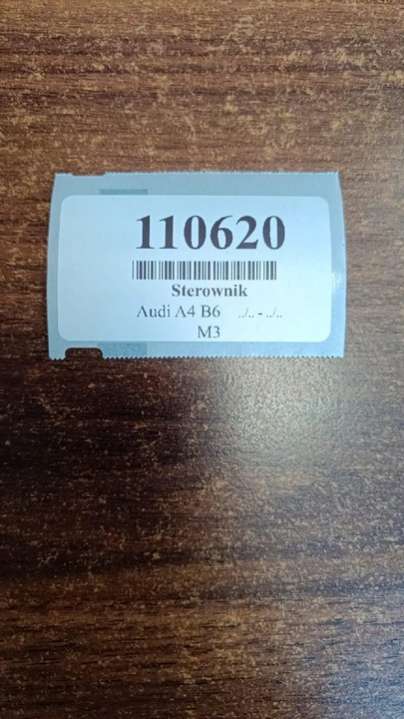 110620
Sterownik
Audi A4 B6 ../.. - ../..
M3